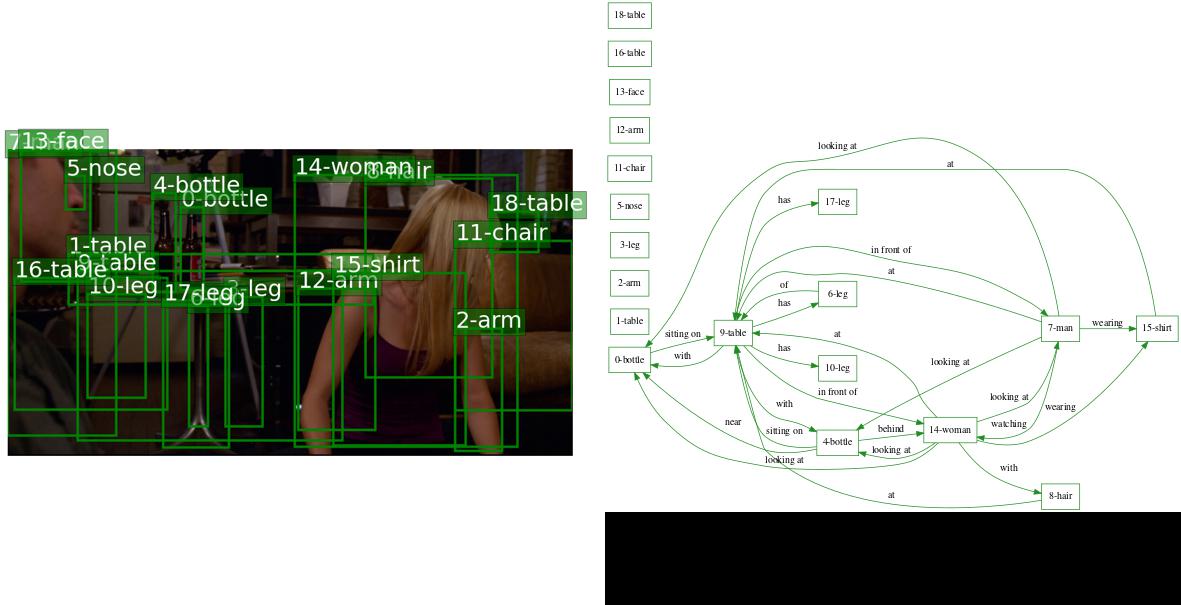 13-face
5-nose
14-woman
8-hair
4-bottle
0-bottle
18-table
11-chair
1-table
9-table
16-table
15-shirt
12-arm
10-leg
17-leg
6-leg
3-leg
2-arm
18-table
16-table
13-face
12-arm
11-chair
5-nose
3-leg
2-arm
1-table
0-bottle
looking at
at
has
17-leg
in front of
at
of
6-leg
has
sitting on
9-table
with
has
10-leg
at
7-man
wearing
15-shirt
looking at
in front of
with
looking at
wearing
near
sitting on
4-bottle
behind
14-woman
watching
looking at
looking at
with
at
8-hair